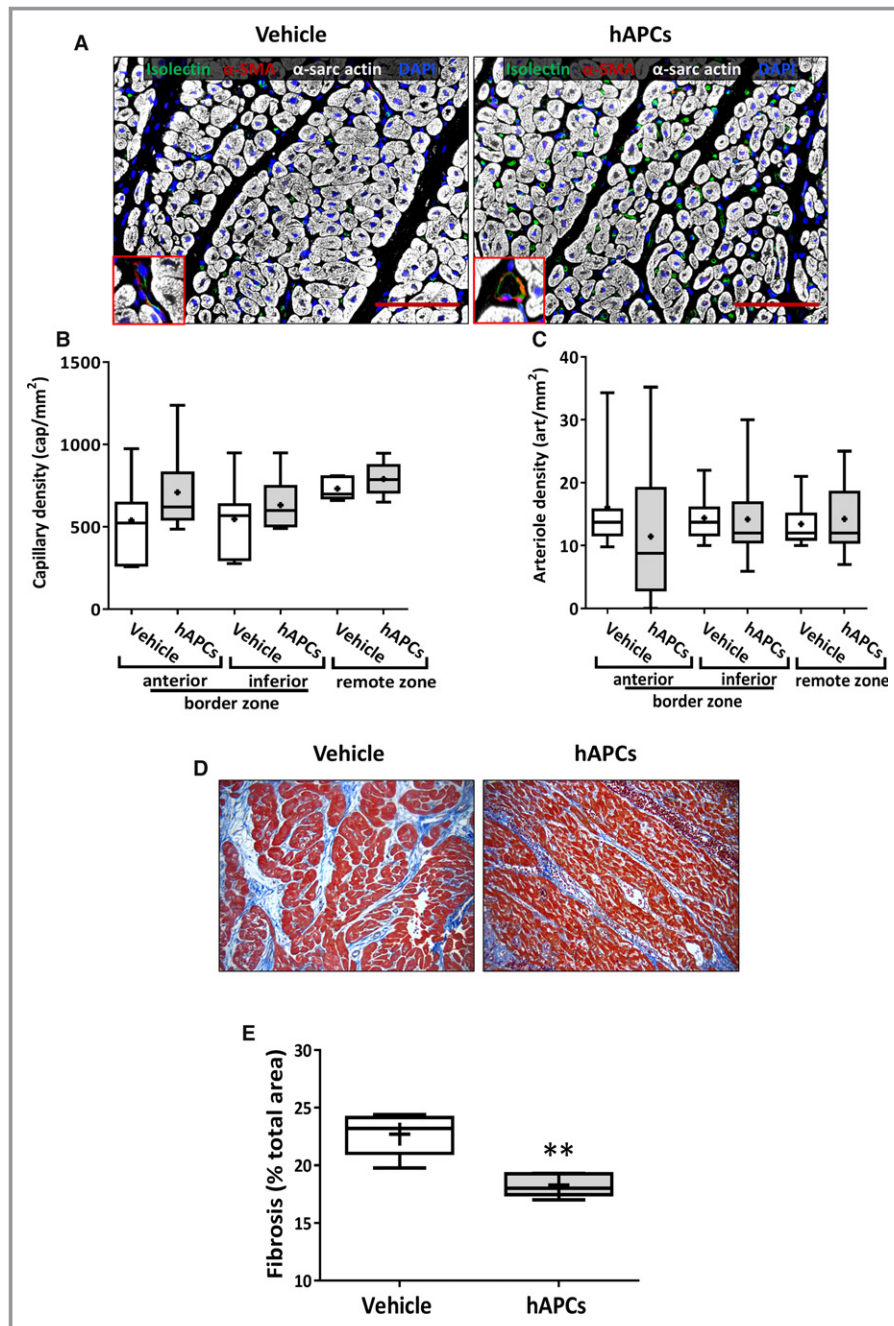 A
Vehicle
hAPCs
Isolectin α-SMA α-sarc actin DAPI
Isolectin α-SMA α-sarc actin DAPI
B
Capillary density (cap/mm²)
1500
1000
500
0
Vehicle
hAPCs
Vehicle
hAPCs
Vehicle
hAPCs
anterior
inferior
remote zone
border zone
C
Arteriole density (art/mm²)
40
30
20
10
0
Vehicle
hAPCs
Vehicle
hAPCs
Vehicle
hAPCs
anterior
inferior
remote zone
border zone
D
Vehicle
hAPCs
E
Fibrosis (% total area)
30
25
20
15
10
**
Vehicle
hAPCs